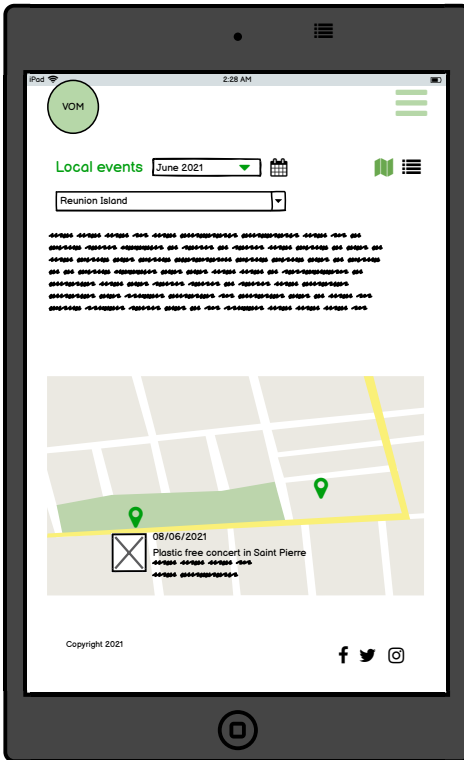 iPad 2:28 AM
VOM
Local events June 2021
Reunion Island
08/06/2021
Plastic free concert in Saint Pierre
Copyright 2021